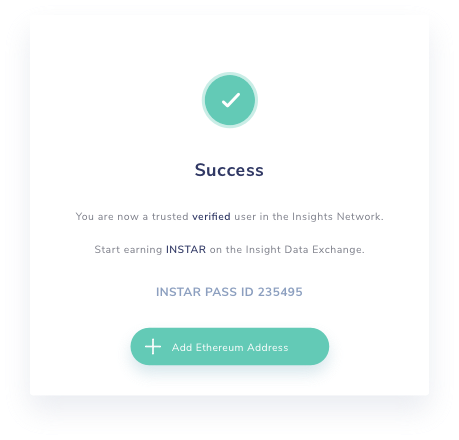 Success
You are now a trusted verified user in the Insights Network.
Start earning INSTAR on the Insight Data Exchange.
INSTAR PASS ID 235495
Add Ethereum Address